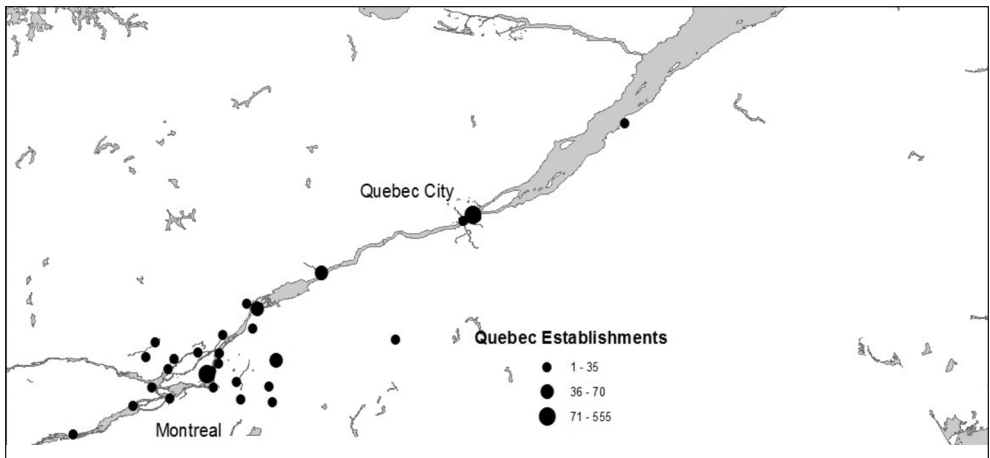 Quebec City
Quebec Establishments
1 - 35
36 - 70
71 - 555
Montreal